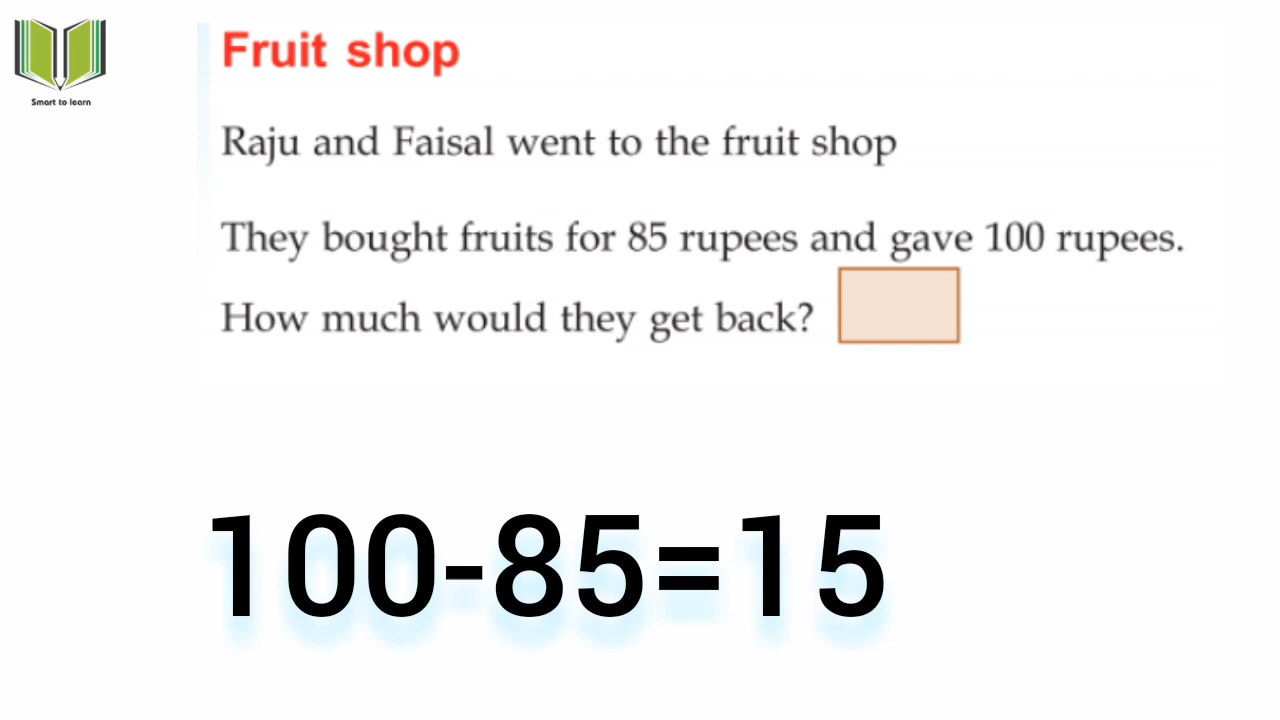 Smart to learn
Fruit shop
Raju and Faisal went to the fruit shop
They bought fruits for 85 rupees and gave 100 rupees.
How much would they get back?
100-85=15